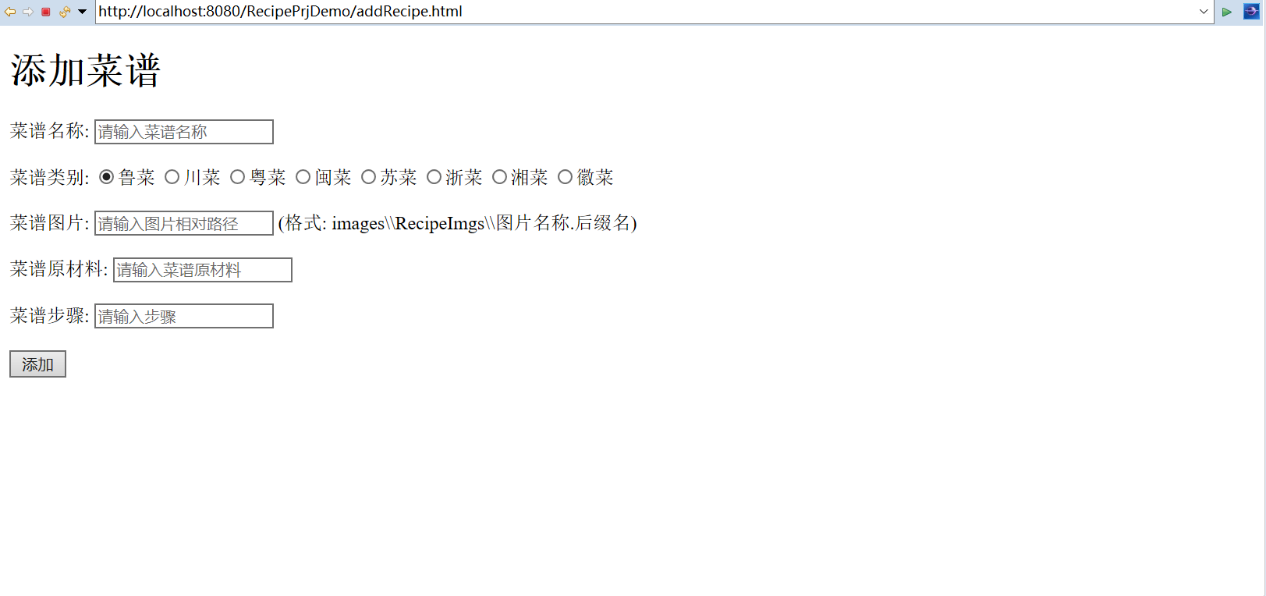 http://localhost:8080/RecipePrjDemo/addRecipe.html
添加菜谱
菜谱名称: 请输入菜谱名称
菜谱类别: 鲁菜 川菜 粤菜 闽菜 苏菜 浙菜 湘菜 徽菜
菜谱图片: 请输入图片相对路径 (格式: images\\RecipeImgs\\图片名称.后缀名)
菜谱原材料: 请输入菜谱原材料
菜谱步骤: 请输入步骤
添加